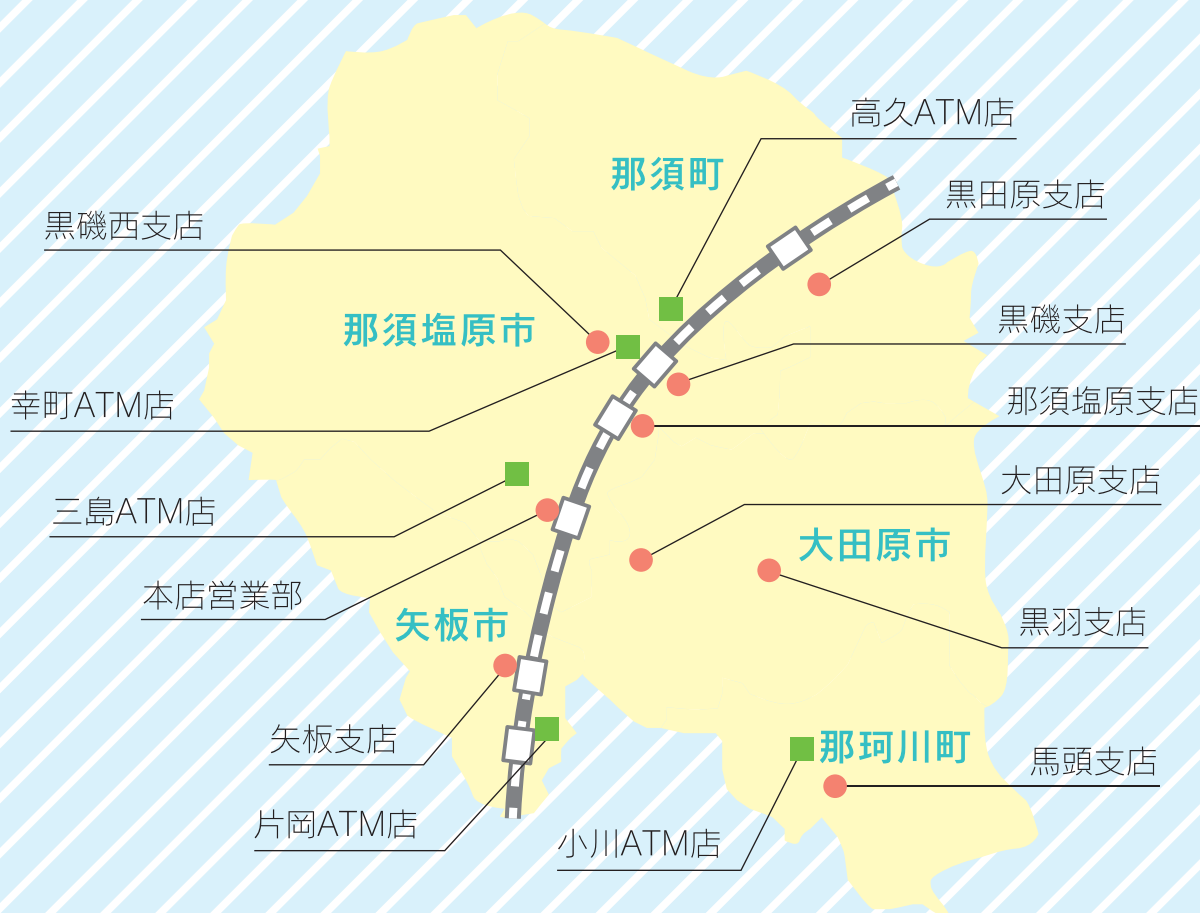 高久ATM店
那須町
黒田原支店
黒磯西支店
黒磯支店
那須塩原市
幸町ATM店
那須塩原支店
大田原支店
三島ATM店
大田原市
本店営業部
矢板市
黒羽支店
矢板支店
那珂川町
馬頭支店
片岡ATM店
小川ATM店